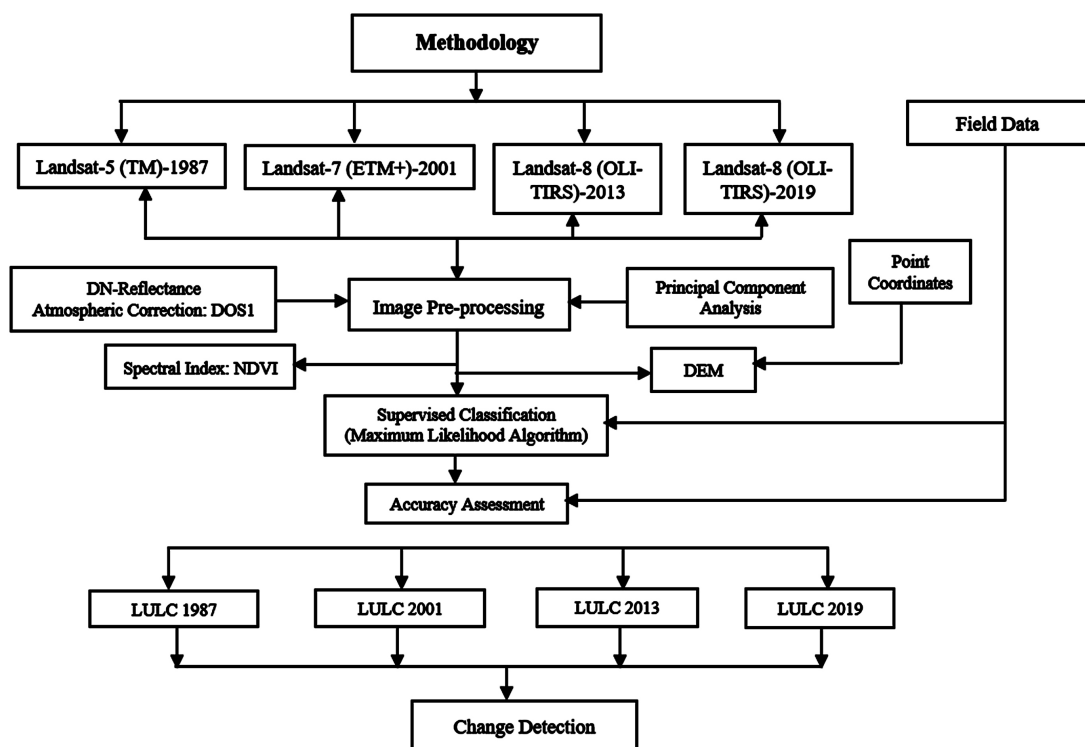 Methodology
Field Data
Landsat-5 (TM)-1987
Landsat-7 (ETM+)-2001
Landsat-8 (OLI-
TIRS)-2013
Landsat-8 (OLI-
TIRS)-2019
Point
Coordinates
DN-Reflectance
Atmospheric Correction: DOS1
Image Pre-processing
Principal Component
Analysis
Spectral Index: NDVI
DEM
Supervised Classification
(Maximum Likelihood Algorithm)
Accuracy Assessment
LULC 1987
LULC 2001
LULC 2013
LULC 2019
Change Detection